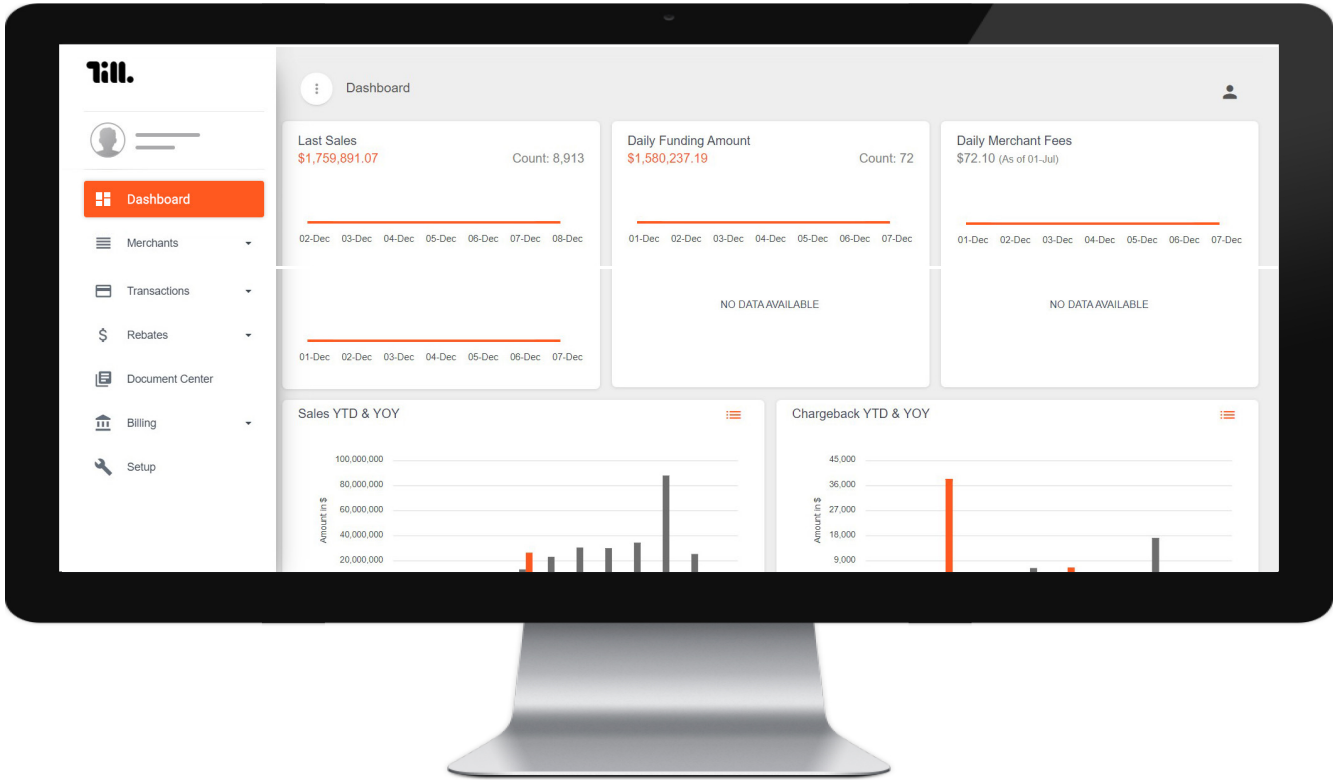 Till.
Dashboard
Dashboard
Merchants
Transactions
Rebates
Document Center
Billing
Setup
Last Sales
$1,759,891.07 Count: 8,913
02-Dec 03-Dec 04-Dec 05-Dec 06-Dec 07-Dec 08-Dec
Daily Funding Amount
$1,580,237.19 Count: 72
01-Dec 02-Dec 03-Dec 04-Dec 05-Dec 06-Dec 07-Dec
Daily Merchant Fees
$72.10 (As of 01-Jul)
01-Dec 02-Dec 03-Dec 04-Dec 05-Dec 06-Dec 07-Dec
01-Dec 02-Dec 03-Dec 04-Dec 05-Dec 06-Dec 07-Dec
NO DATA AVAILABLE
NO DATA AVAILABLE
Sales YTD & YOY
Amount in $
100,000,000
80,000,000
60,000,000
40,000,000
20,000,000
Chargeback YTD & YOY
Amount in $
45,000
36,000
27,000
18,000
9,000